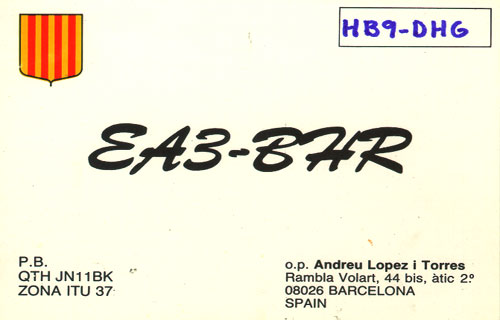 HB9-DHG
EA3-BHR
P.B.
QTH JN11BK
ZONA ITU 37
o.p. Andreu Lopez i Torres
Rambla Volart, 44 bis, àtic 2.º
08026 BARCELONA
SPAIN